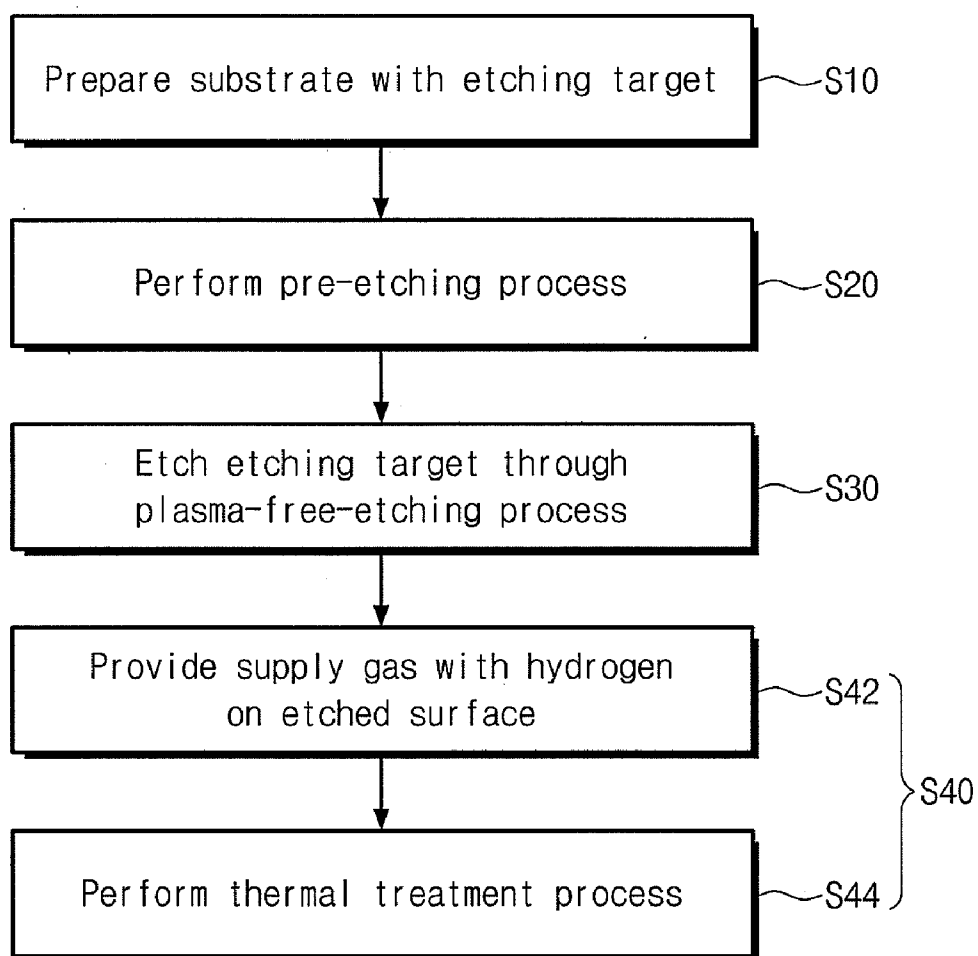 Prepare substrate with etching target
S10
Perform pre-etching process
S20
Etch etching target through
plasma-free-etching process
S30
Provide supply gas with hydrogen
on etched surface
S42
S40
Perform thermal treatment process
S44